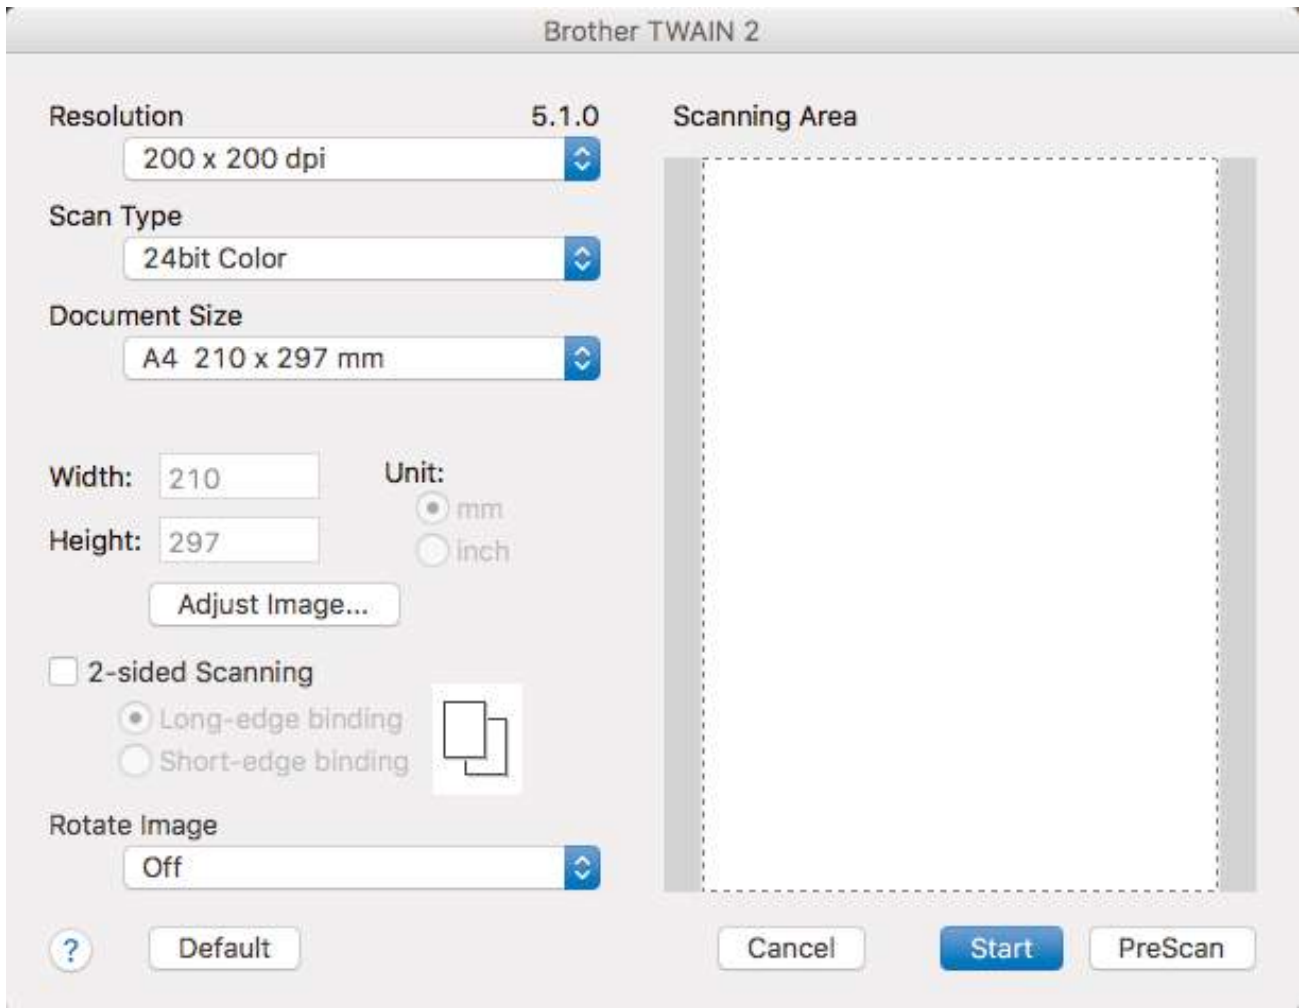 Brother TWAIN 2
Resolution 5.1.0
200 x 200 dpi
Scan Type
24bit Color
Document Size
A4 210 x 297 mm
Width: 210
Height: 297
Unit:
mm
inch
Adjust Image...
2-sided Scanning
Long-edge binding
Short-edge binding
Rotate Image
Off
? Default
Scanning Area
Cancel Start PreScan